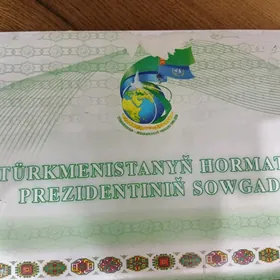 TÜRKMENISTANYŇ HORMAT
PREZIDENTINIŇ SOWGAD